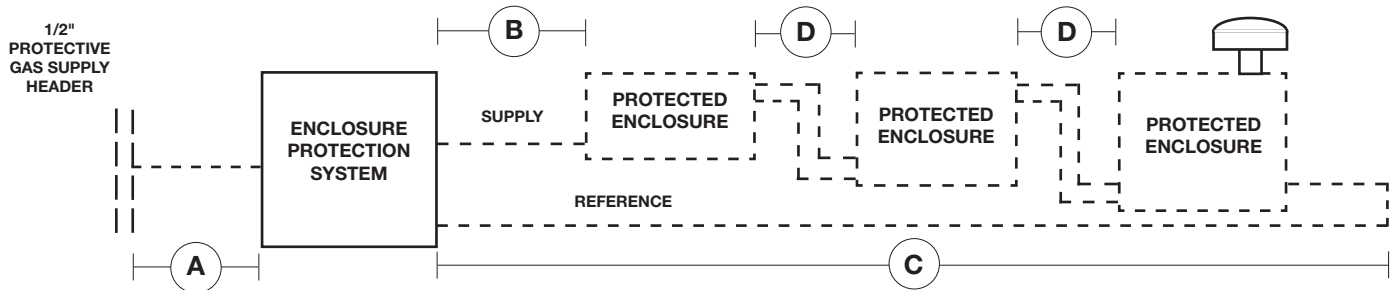 1/2"
PROTECTIVE
GAS SUPPLY
HEADER
B
D
D
SUPPLY
ENCLOSURE
PROTECTION
SYSTEM
PROTECTED
ENCLOSURE
PROTECTED
ENCLOSURE
PROTECTED
ENCLOSURE
REFERENCE
A
C